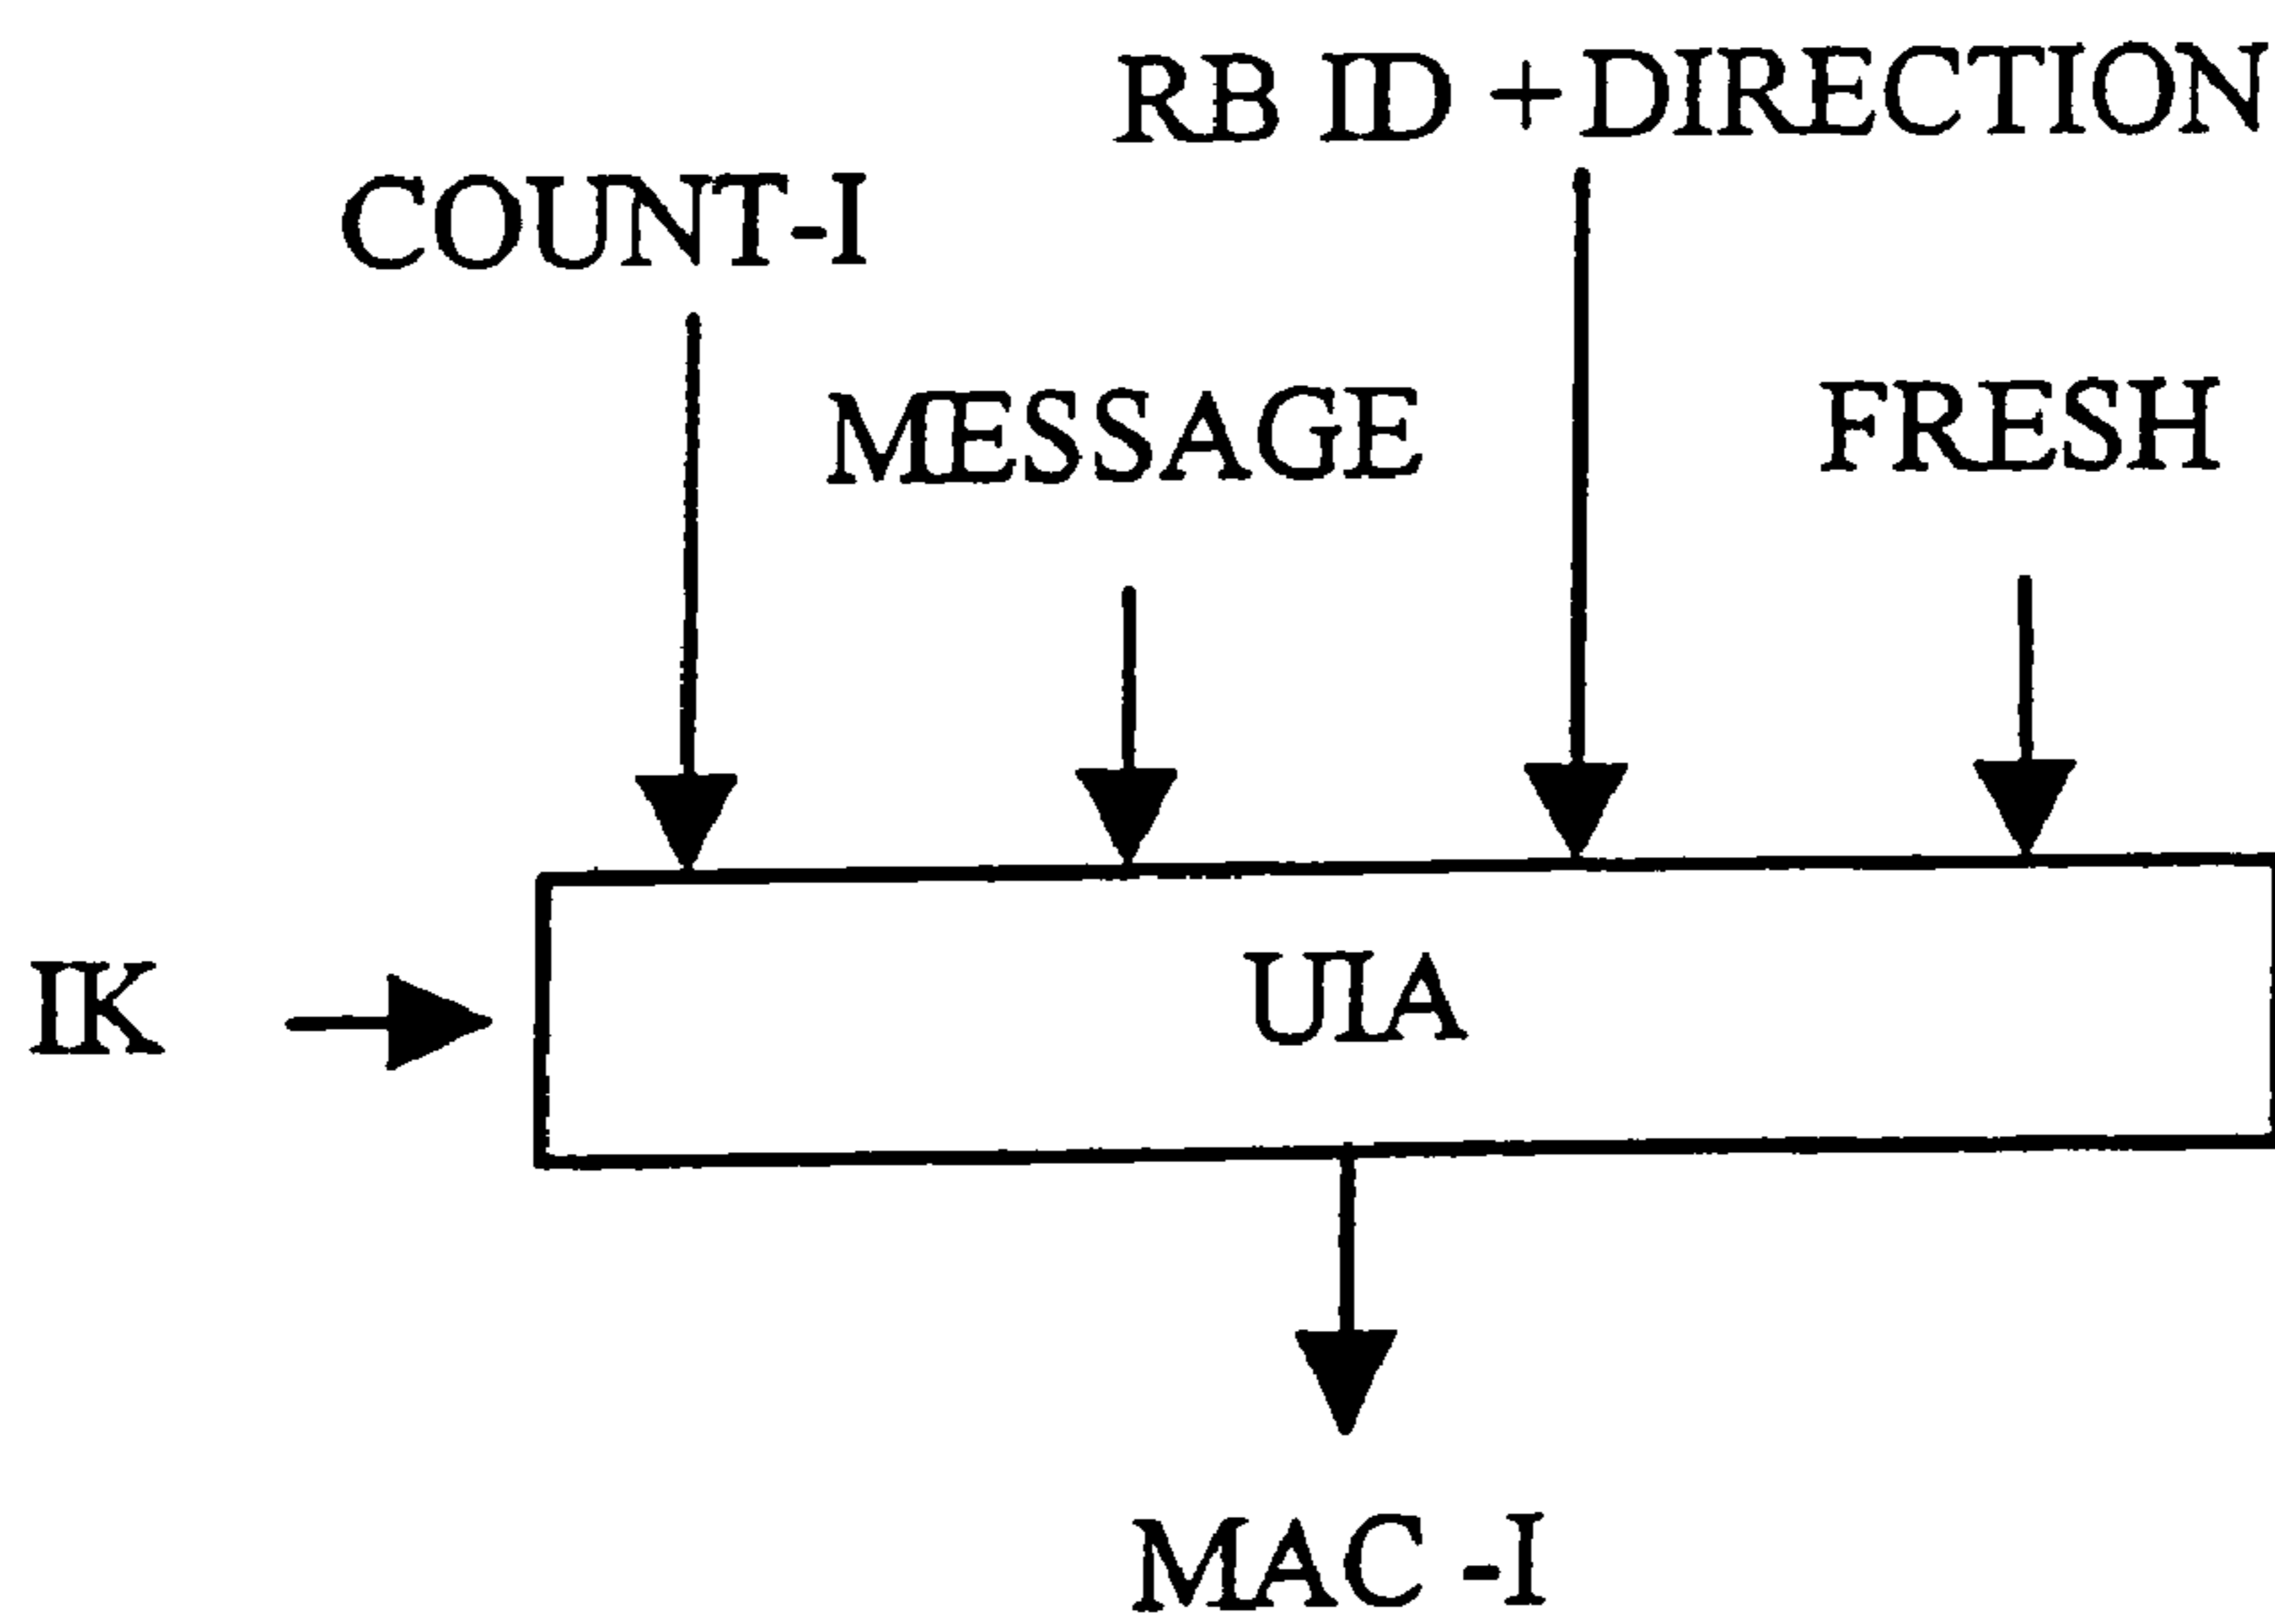 RB ID + DIRECTION
COUNT-I
MESSAGE
FRESH
IK
UIA
MAC -I